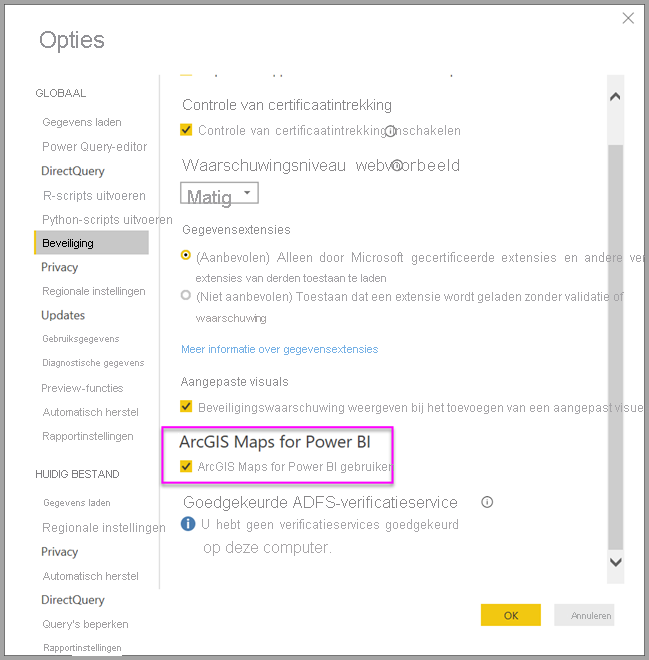 Opties
GLOBAAL
Gegevens laden
Power Query-editor
DirectQuery
R-scripts uitvoeren
Python-scripts uitvoeren
Beveiliging
Privacy
Regionale instellingen
Updates
Gebruiksgegevens
Diagnostische gegevens
Preview-functies
Automatisch herstel
Rapportinstellingen
HUIDIG BESTAND
Gegevens laden
Regionale instellingen
Privacy
Automatisch herstel
DirectQuery
Query's beperken
Rapportinstellingen
Controle van certificaatintrekking
Controle van certificaatintrekking inschakelen
Waarschuwingsniveau webvoorbeeld
Matig
Gegevensextensies
(Aanbevolen) Alleen door Microsoft gecertificeerde extensies en andere ver
extensies van derden toestaan te laden
(Niet aanbevolen) Toestaan dat een extensie wordt geladen zonder validatie of
waarschuwing
Meer informatie over gegevensextensies
Aangepaste visuals
Beveiligingswaarschuwing weergeven bij het toevoegen van een aangepast visue
ArcGIS Maps for Power BI
ArcGIS Maps for Power BI gebruiken
Goedgekeurde ADFS-verificatieservice
U hebt geen verificatieservices goedgekeurd
op deze computer.
OK
Annuleren